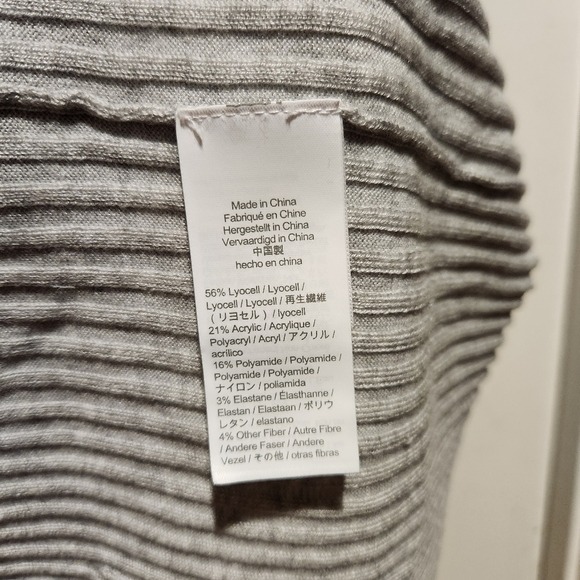 Made in China
Fabriqué en Chine
Hergestellt in China
Vervaardigd in China
中国製
hecho en china
56% Lyocell / Lyocell /
Lyocell / Lyocell / 再生繊維
(リヨセル) / lyocell
21% Acrylic / Acrylique /
Polyacryl / Acryl / アクリル /
acrílico
16% Polyamide / Polyamide /
Polyamide / Polyamide /
ナイロン / poliamida
3% Elastane / Élasthanne /
Elastan / Elastaan / ポリウ
レタン / elastano
4% Other Fiber / Autre Fibre
/ Andere Faser / Andere
Vezel / その他 / otras fibras